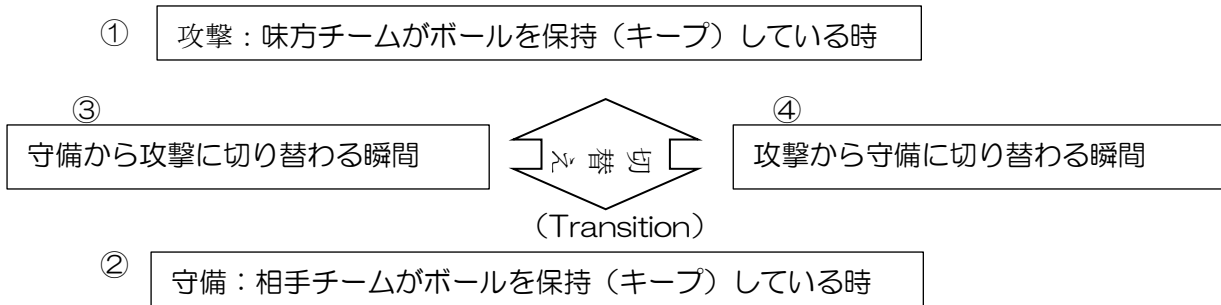 ①
攻撃：味方チームがボールを保持（キープ）している時
③
守備から攻撃に切り替わる瞬間
切替え
④
攻撃から守備に切り替わる瞬間
（Transition）
②
守備：相手チームがボールを保持（キープ）している時